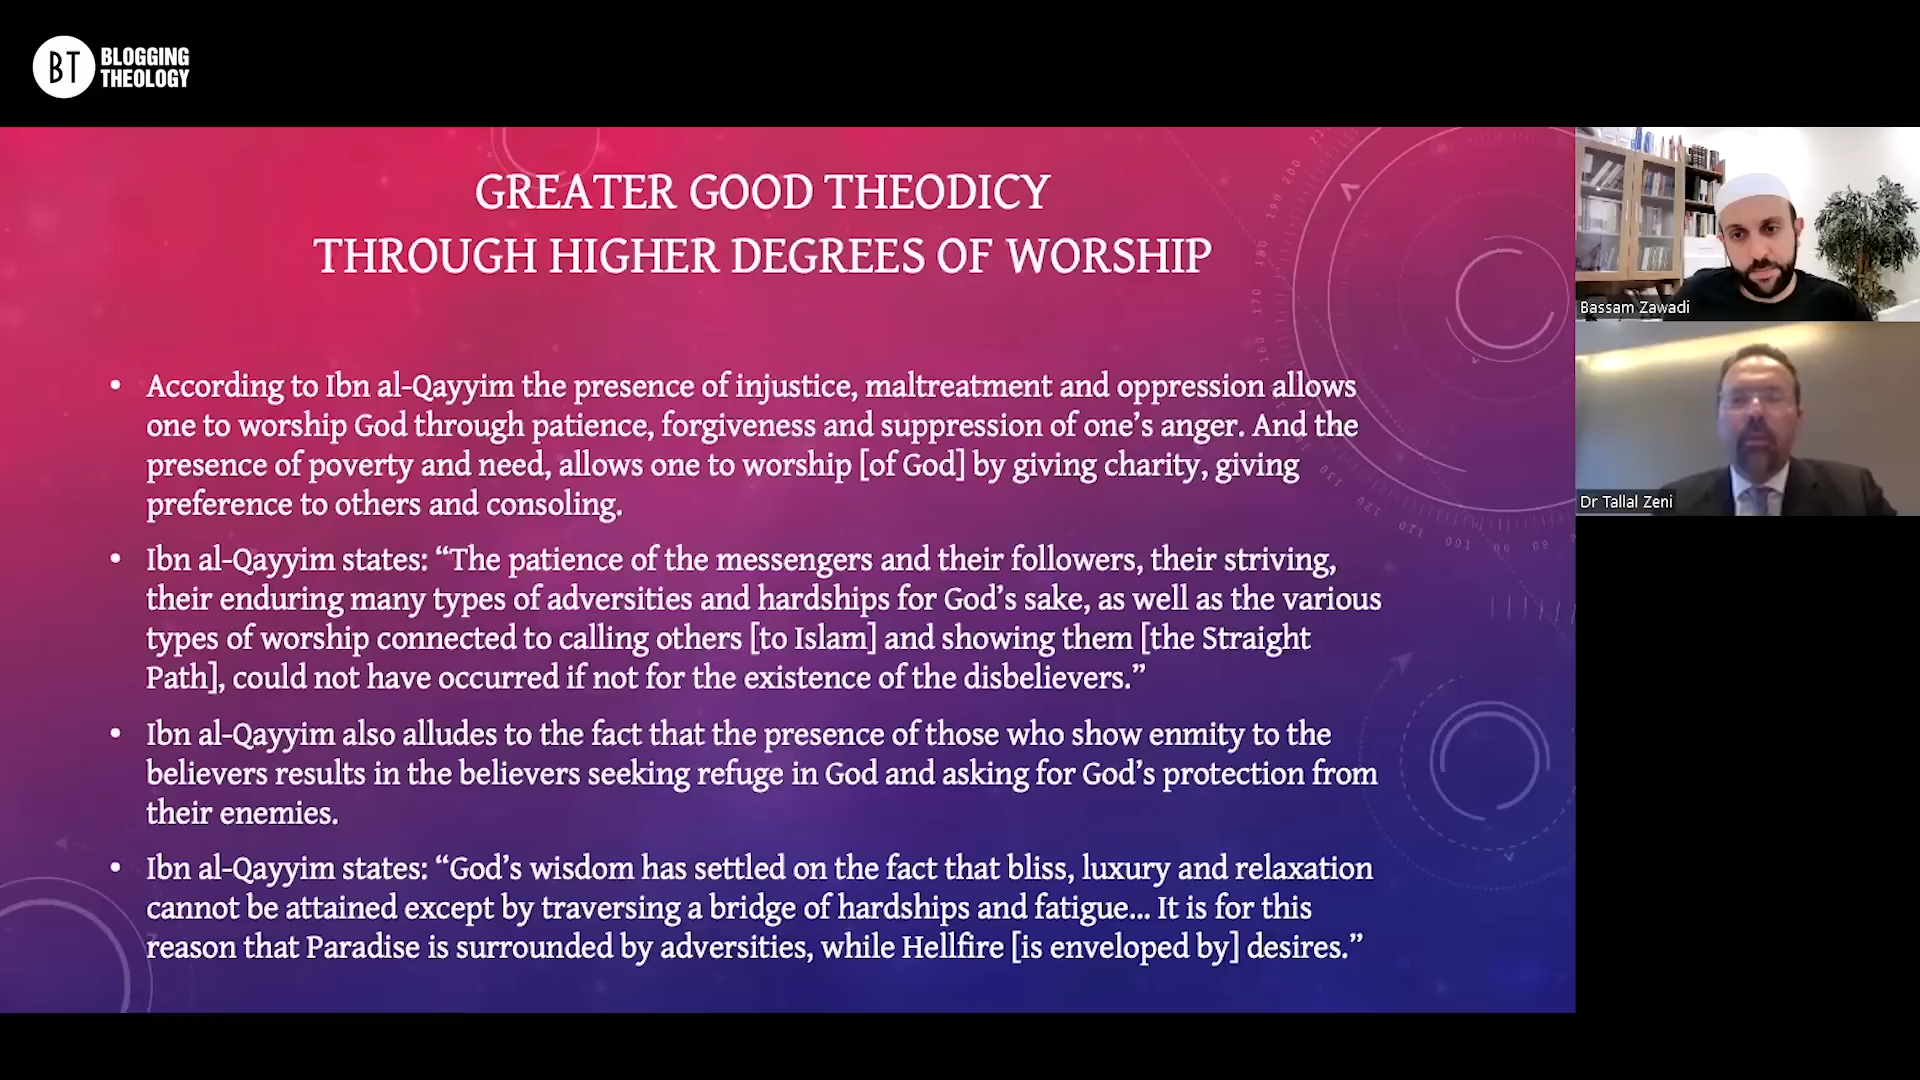 BT BLOGGING
THEOLOGY
GREATER GOOD THEODICY
THROUGH HIGHER DEGREES OF WORSHIP
• According to Ibn al-Qayyim the presence of injustice, maltreatment and oppression allows
one to worship God through patience, forgiveness and suppression of one’s anger. And the
presence of poverty and need, allows one to worship [of God] by giving charity, giving
preference to others and consoling.
• Ibn al-Qayyim states: “The patience of the messengers and their followers, their striving,
their enduring many types of adversities and hardships for God’s sake, as well as the various
types of worship connected to calling others [to Islam] and showing them [the Straight
Path], could not have occurred if not for the existence of the disbelievers.”
• Ibn al-Qayyim also alludes to the fact that the presence of those who show enmity to the
believers results in the believers seeking refuge in God and asking for God’s protection from
their enemies.
• Ibn al-Qayyim states: “God’s wisdom has settled on the fact that bliss, luxury and relaxation
cannot be attained except by traversing a bridge of hardships and fatigue... It is for this
reason that Paradise is surrounded by adversities, while Hellfire [is enveloped by] desires.”
Bassam Zawadi
Dr Tallal Zeni